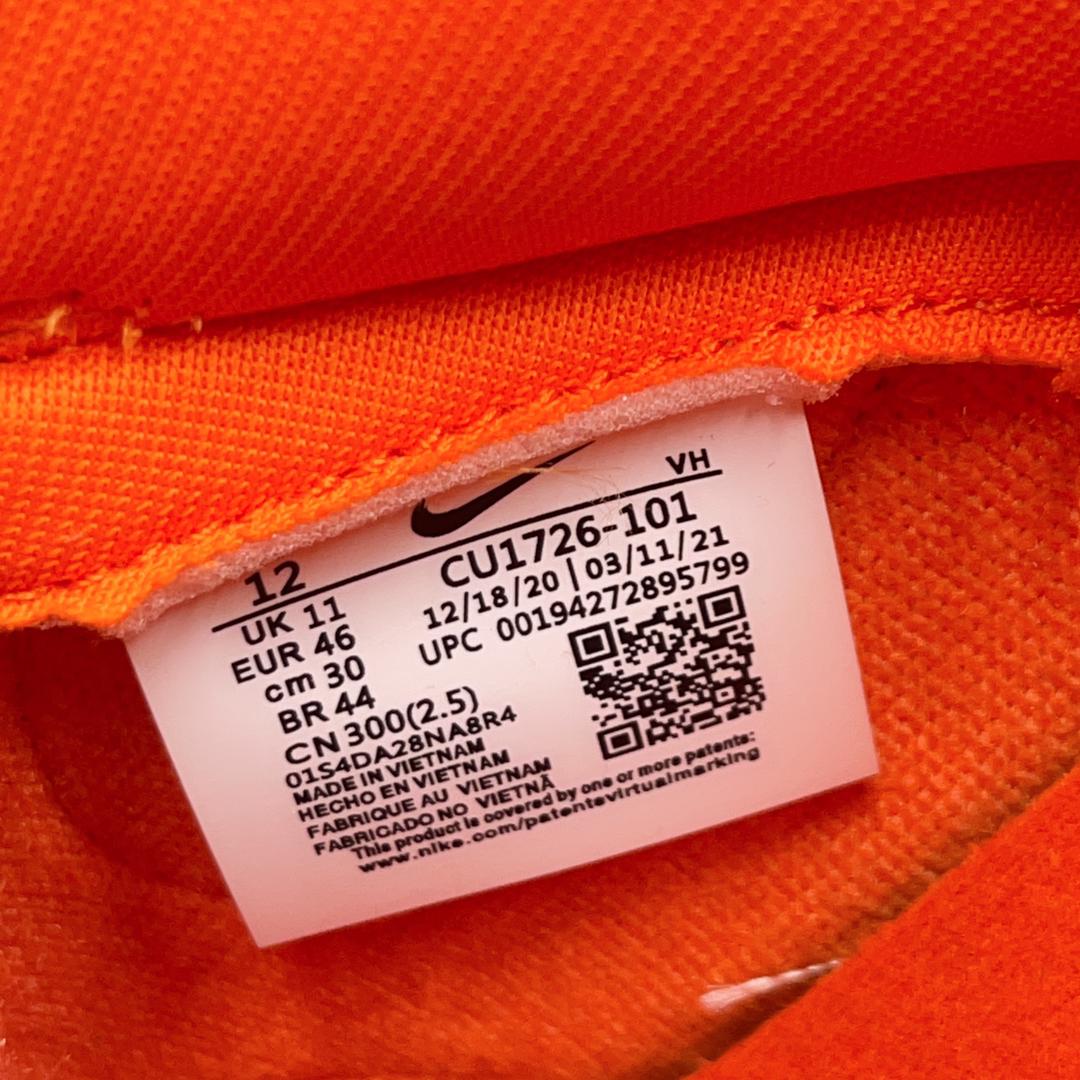 VH
12 CU1726-101
UK 11 12/18/20 | 03/11/21
EUR 46 UPC 00194272895799
cm 30
BR 44
CN 300(2.5)
01S4DA28NA8R4
MADE IN VIETNAM
HECHO EN VIETNAM
FABRIQUE AU VIETNAM
FABRICADO NO VIETNÃ
This product is covered by one or more patents:
www.nike.com/patentsvirtualmarking